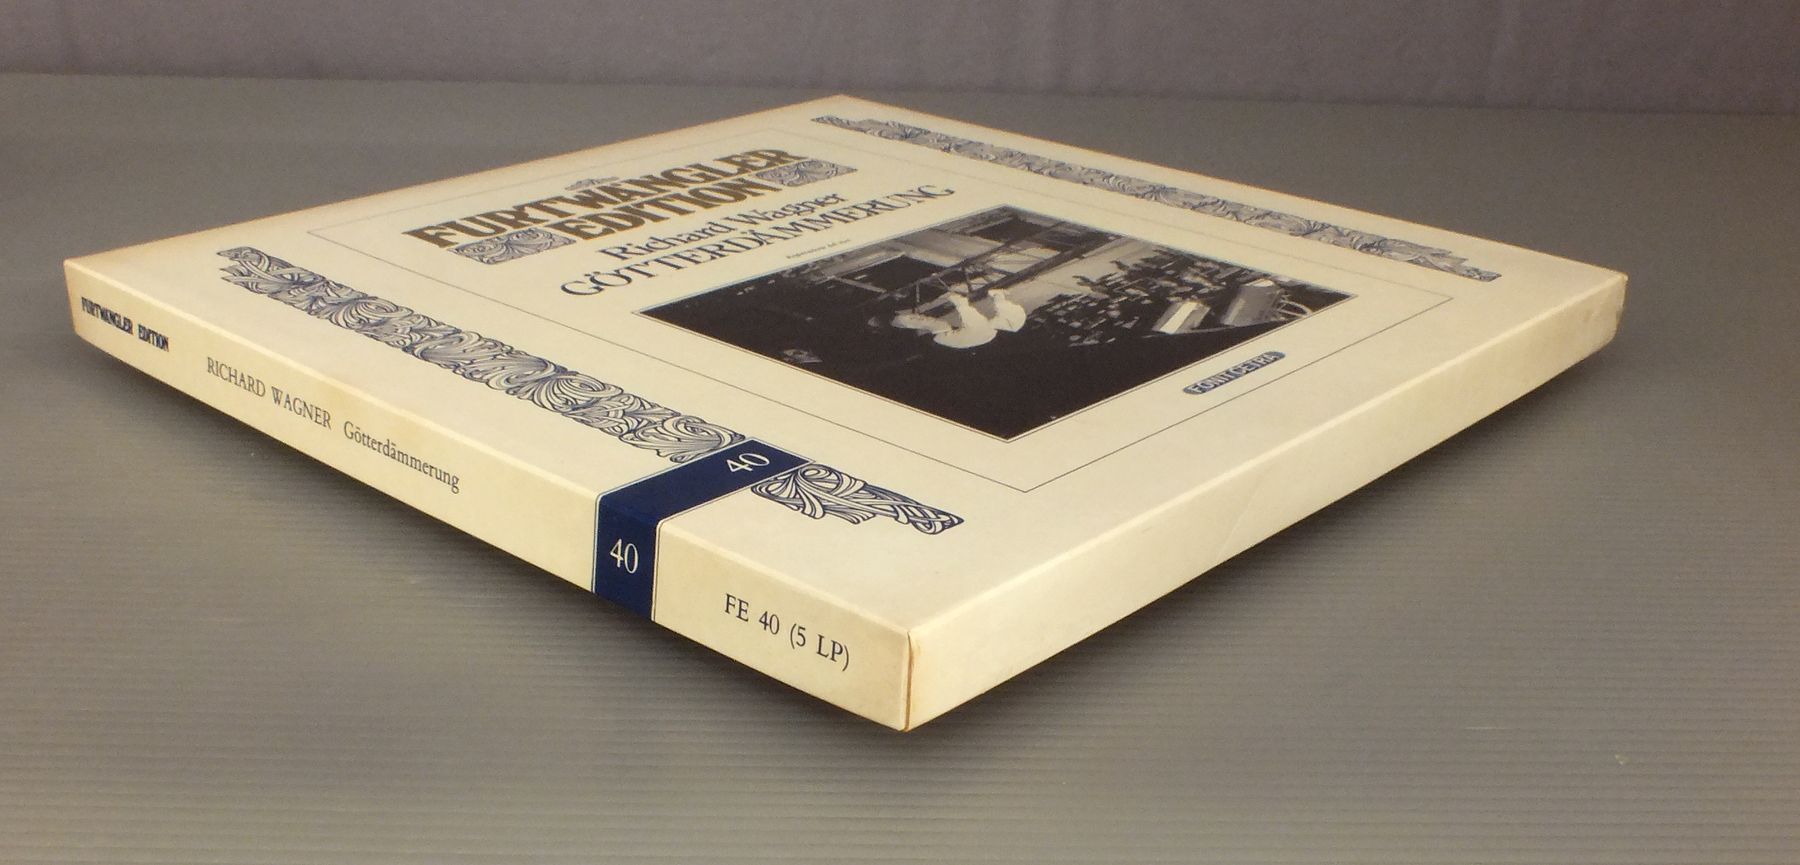 FURTWÄNGLER
EDITION
Richard Wagner
GÖTTERDÄMMERUNG
FONIT CETRA
40
FURTWÄNGLER EDITION RICHARD WAGNER Götterdämmerung 40 FE 40 (5 LP)